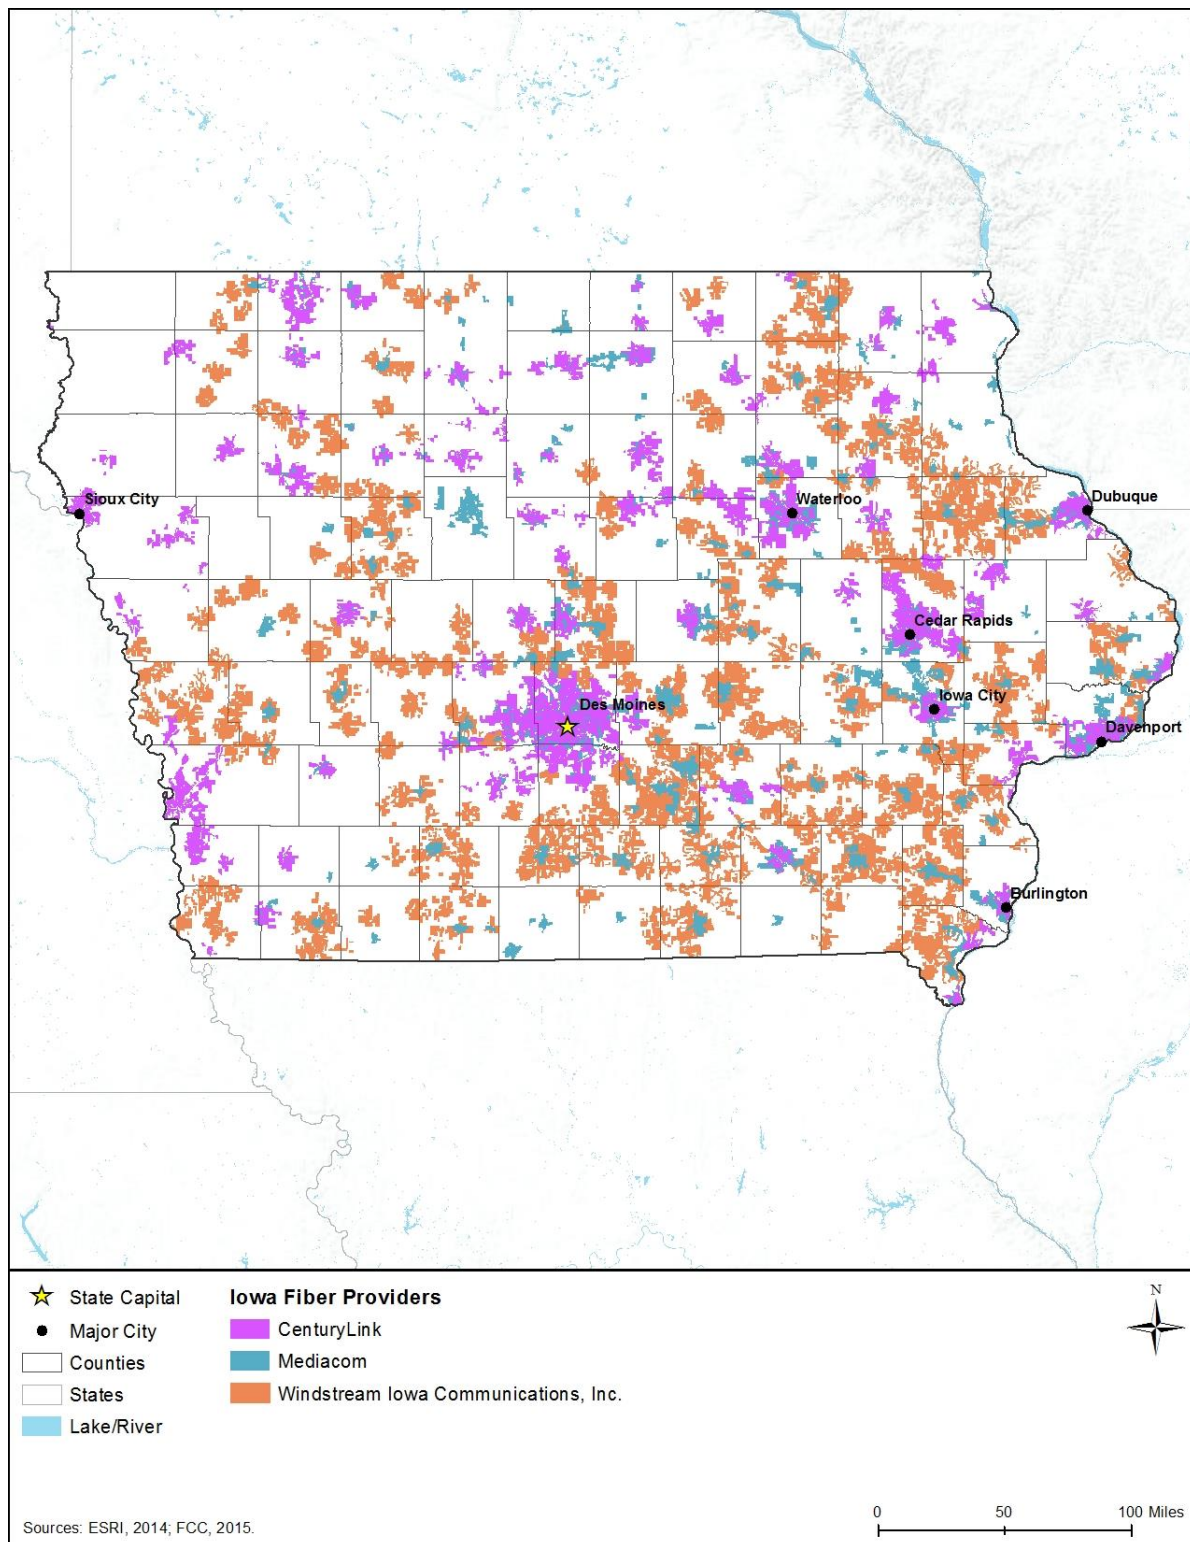 Sioux City
Waterloo
Dubuque
Cedar Rapids
Iowa City
Des Moines
Davenport
Burlington
State Capital
Major City
Counties
States
Lake/River
Iowa Fiber Providers
CenturyLink
Mediacom
Windstream Iowa Communications, Inc.
N
0 50 100 Miles
Sources: ESRI, 2014; FCC, 2015.